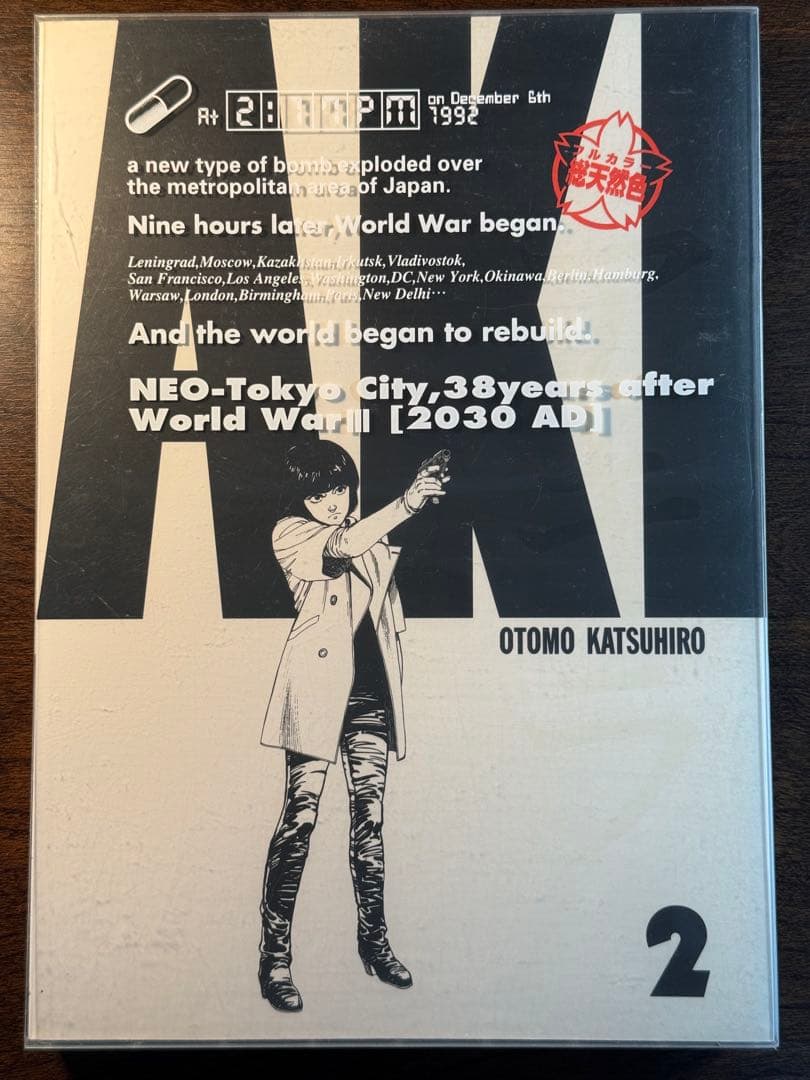 AKI
At 2:17PM on December 6th
1992
フルカラー
総天然色
a new type of bomb exploded over
the metropolitan area of Japan.
Nine hours later,World War began.
Leningrad,Moscow,Kazakhstan,Irkutsk,Vladivostok,
San Francisco,Los Angeles,Washington,DC,New York,Okinawa,Berlin,Hamburg,
Warsaw,London,Birmingham,Paris,New Delhi…
And the world began to rebuild.
NEO-Tokyo City,38years after
World WarIII [2030 AD]
OTOMO KATSUHIRO
2